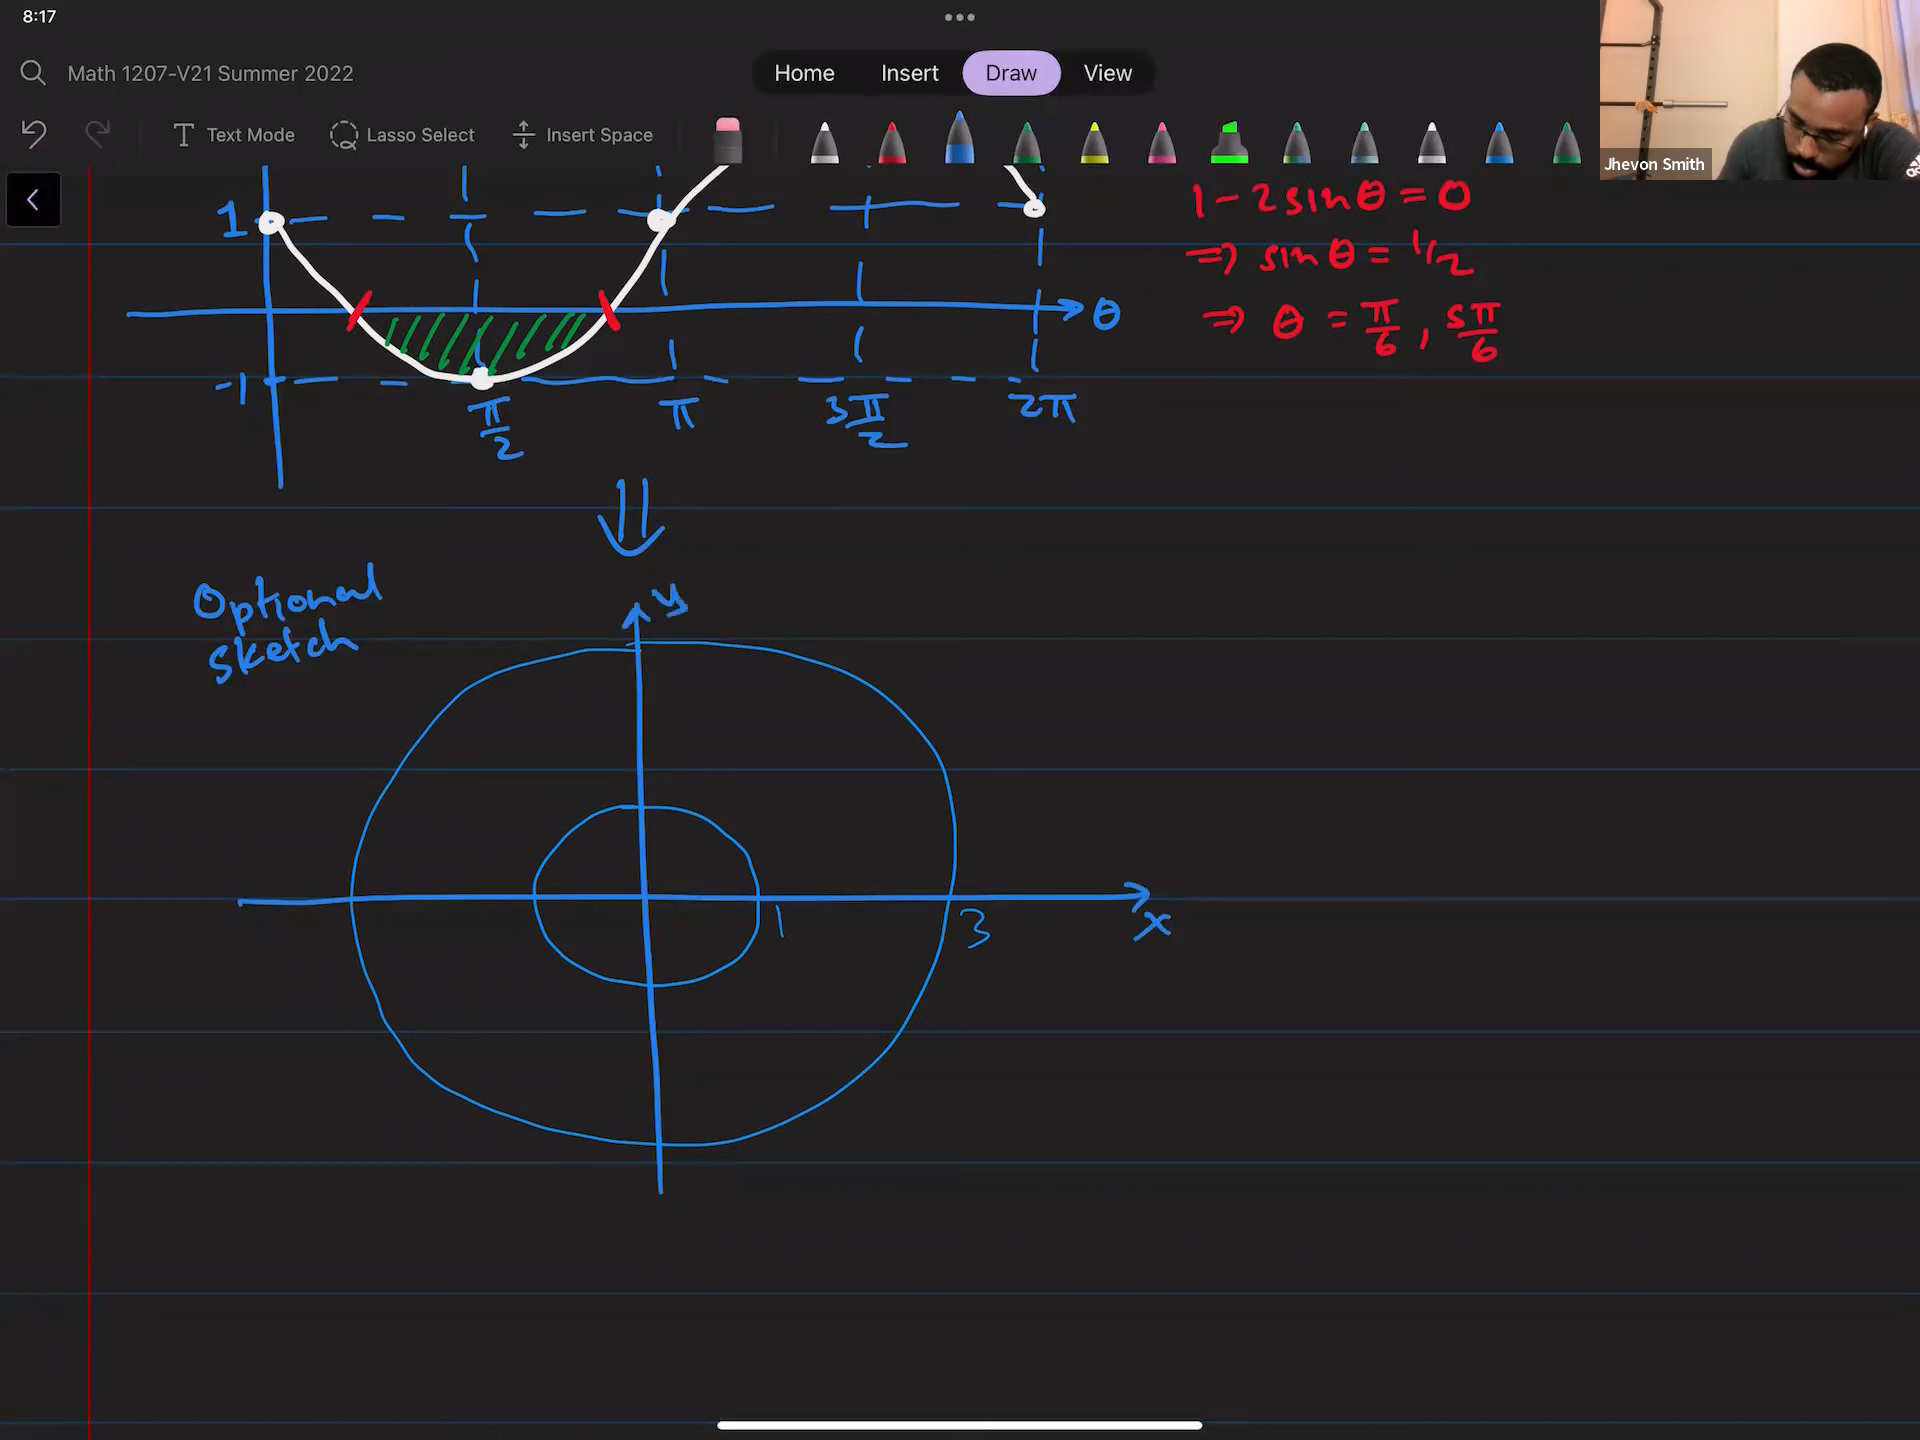 8:17
Math 1207-V21 Summer 2022
Home Insert Draw View
Text Mode Lasso Select Insert Space
Jhevon Smith
1
1-2sinθ=0
⇒ sinθ = 1/2
⇒ θ = π/6, 5π/6
θ
-1
π/2 π 3π/2 2π
Optional
sketch
y
1 3 x